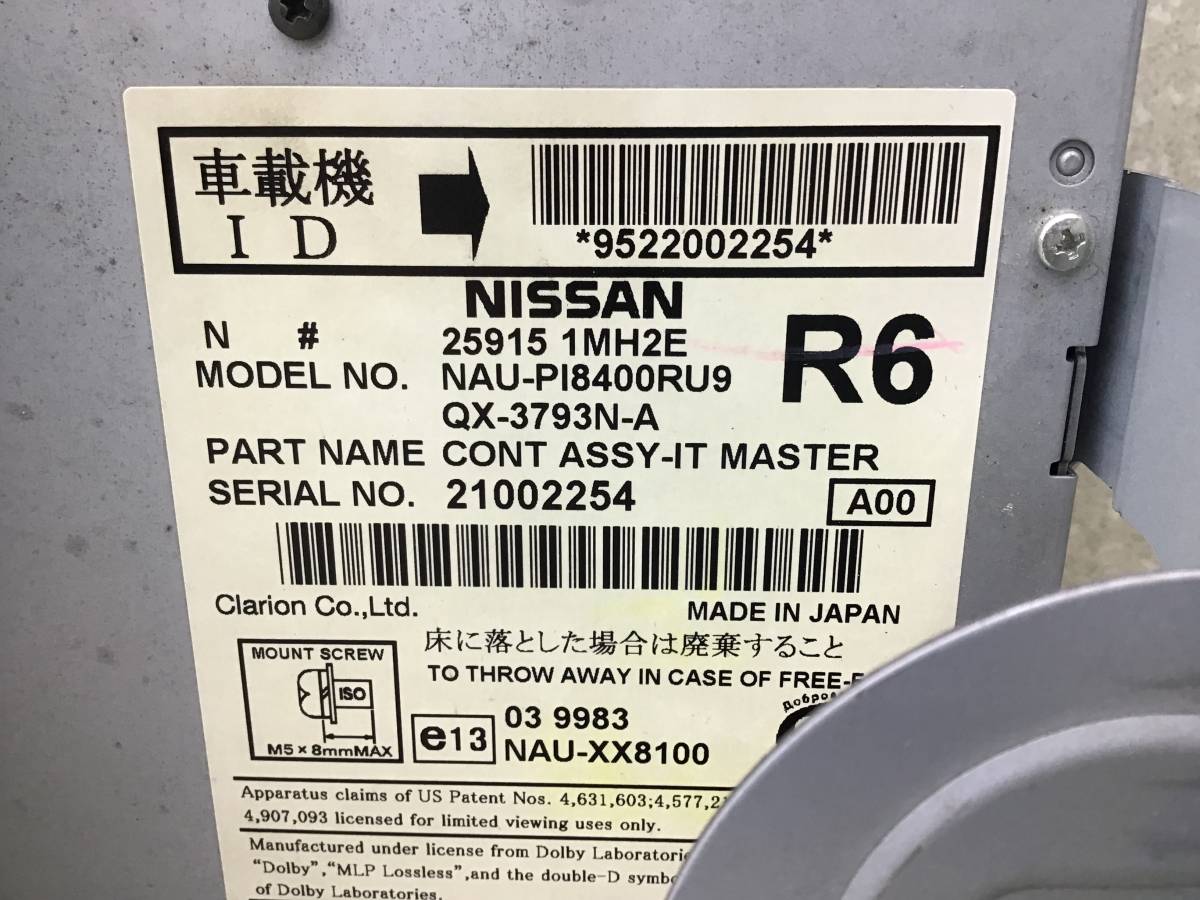 車載機
ID
*9522002254*
NISSAN
N # 25915 1MH2E
R6
MODEL NO. NAU-PI8400RU9
QX-3793N-A
PART NAME CONT ASSY-IT MASTER
SERIAL NO. 21002254
A00
Clarion Co.,Ltd.
MADE IN JAPAN
床に落とした場合は廃棄すること
TO THROW AWAY IN CASE OF FREE-
MOUNT SCREW
ISO
M5×8mmMAX
e13
03 9983
NAU-XX8100
Apparatus claims of US Patent Nos. 4,631,603;
4,907,093 licensed for limited viewing uses only.
Manufactured under license from Dolby
"Dolby","MLP Lossless",and the double-D
of Dolby Laboratories.